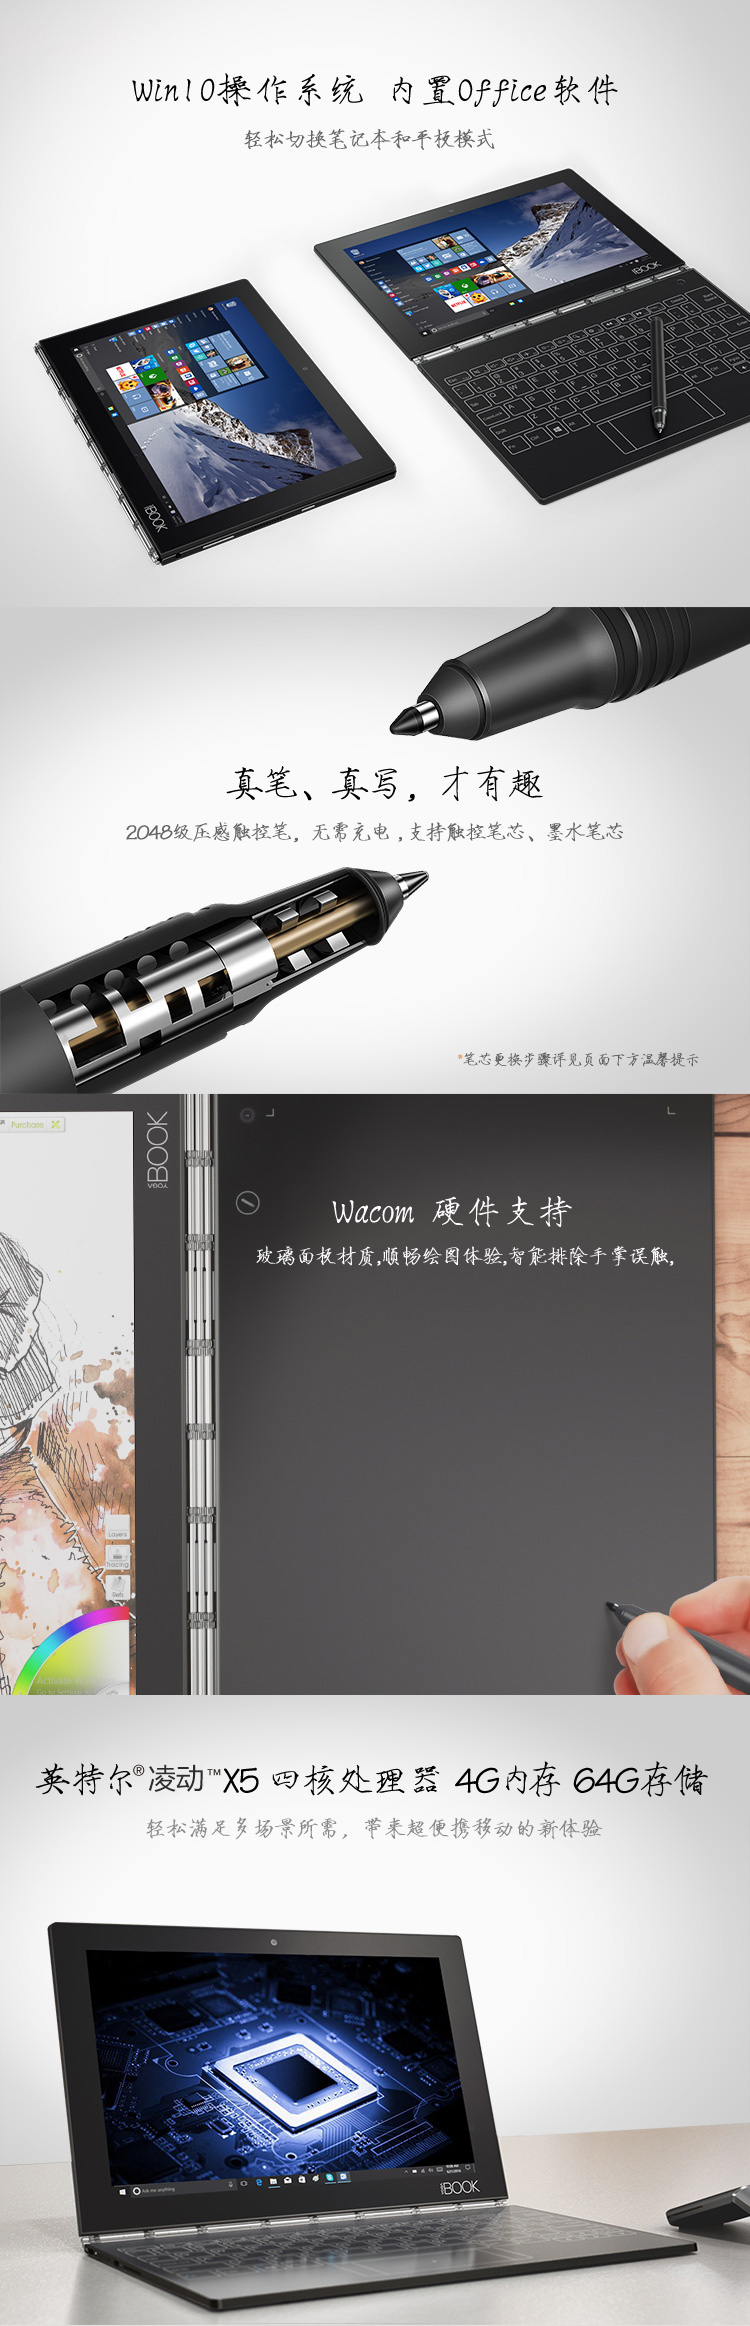 Win10操作系统 内置Office软件
轻松切换笔记本和平板模式
BOOK
BOOK
真笔、真写，才有趣
2048级压感触控笔，无需充电，支持触控笔芯、墨水笔芯
*笔芯更换步骤详见页面下方温馨提示
Purchase
YOGA BOOK
Wacom 硬件支持
玻璃面板材质,顺畅绘图体验,智能排除手掌误触,
Layers
Tracing
Refs
英特尔®凌动™X5 四核处理器 4G内存 64G存储
轻松满足多场景所需，带来超便携移动的新体验
Ask me anything
BOOK